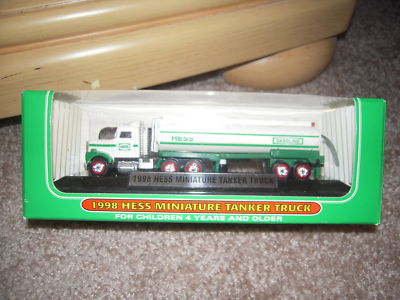 HESS
GASOLINE
1998 HESS MINIATURE TANKER TRUCK
1998 HESS MINIATURE TANKER TRUCK
FOR CHILDREN 4 YEARS AND OLDER